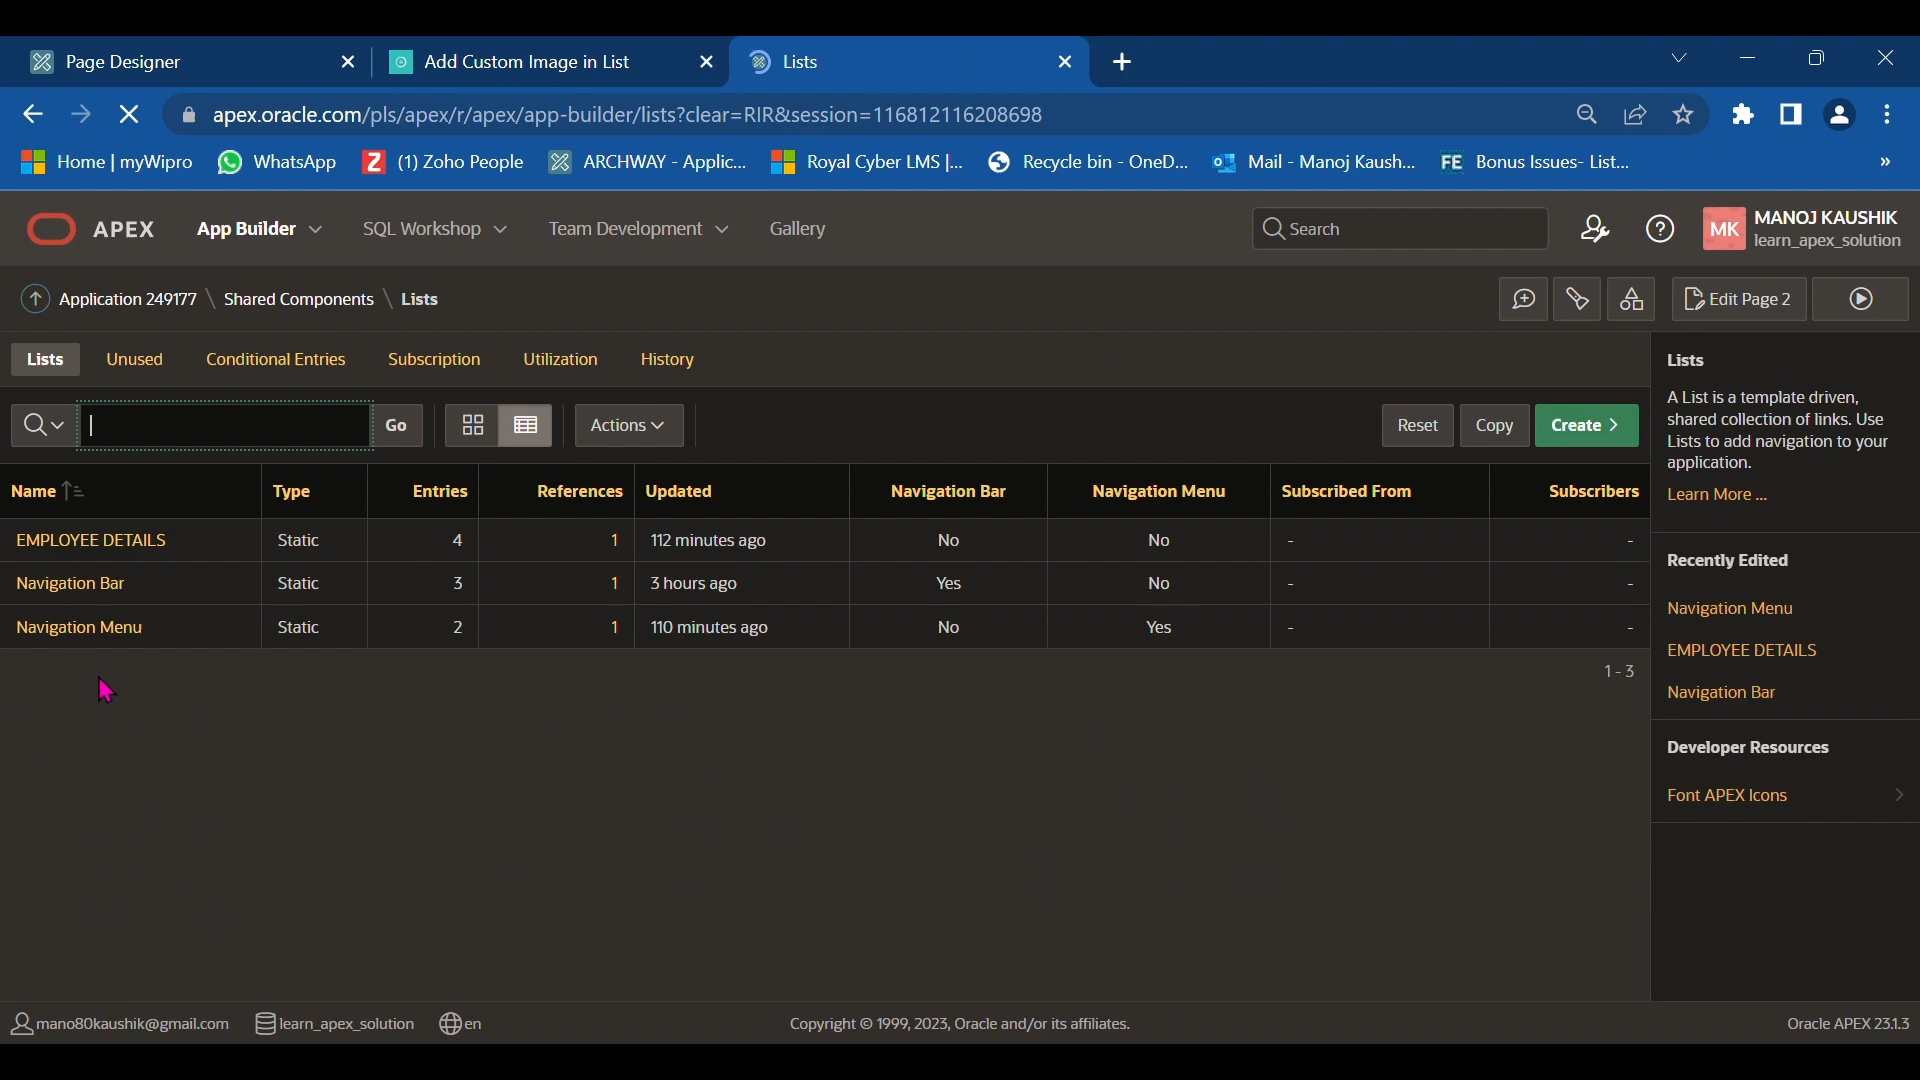 Page Designer
Add Custom Image in List
Lists
apex.oracle.com/pls/apex/r/apex/app-builder/lists?clear=RIR&session=116812116208698
Home | myWipro
WhatsApp
(1) Zoho People
ARCHWAY - Applic...
Royal Cyber LMS |...
Recycle bin - OneD...
Mail - Manoj Kaush...
FE Bonus Issues- List...
»
APEX
App Builder
SQL Workshop
Team Development
Gallery
Search
MK
MANOJ KAUSHIK
learn_apex_solution
Application 249177 \ Shared Components \ Lists
Edit Page 2
Lists
Unused
Conditional Entries
Subscription
Utilization
History
Go
Actions
Reset
Copy
Create
Name Type Entries References Updated Navigation Bar Navigation Menu Subscribed From Subscribers
EMPLOYEE DETAILS Static 4 1 112 minutes ago No No - -
Navigation Bar Static 3 1 3 hours ago Yes No - -
Navigation Menu Static 2 1 110 minutes ago No Yes - -
1 - 3
Lists
A List is a template driven,
shared collection of links. Use
Lists to add navigation to your
application.
Learn More ...
Recently Edited
Navigation Menu
EMPLOYEE DETAILS
Navigation Bar
Developer Resources
Font APEX Icons
mano80kaushik@gmail.com
learn_apex_solution
en
Copyright © 1999, 2023, Oracle and/or its affiliates.
Oracle APEX 23.1.3